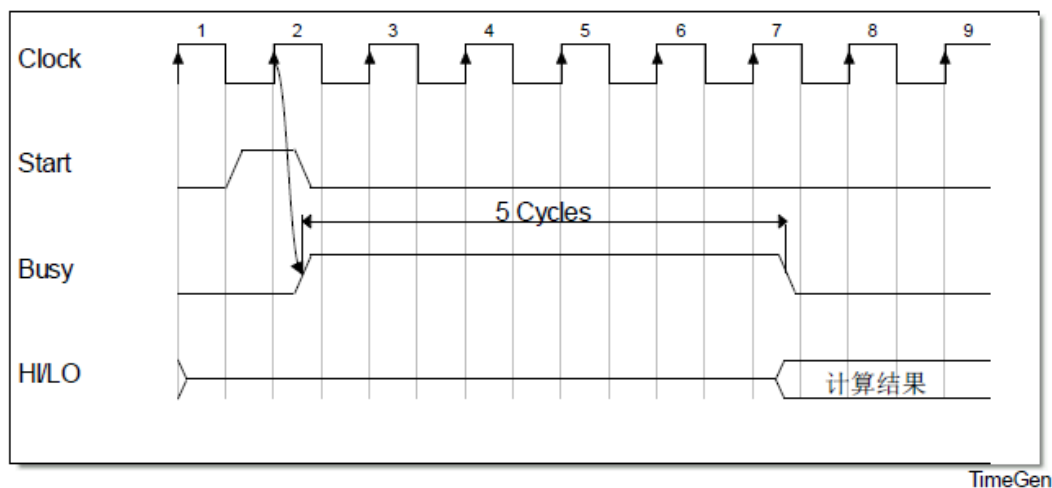 1 2 3 4 5 6 7 8 9
Clock
Start
5 Cycles
Busy
HI/LO
计算结果
TimeGen